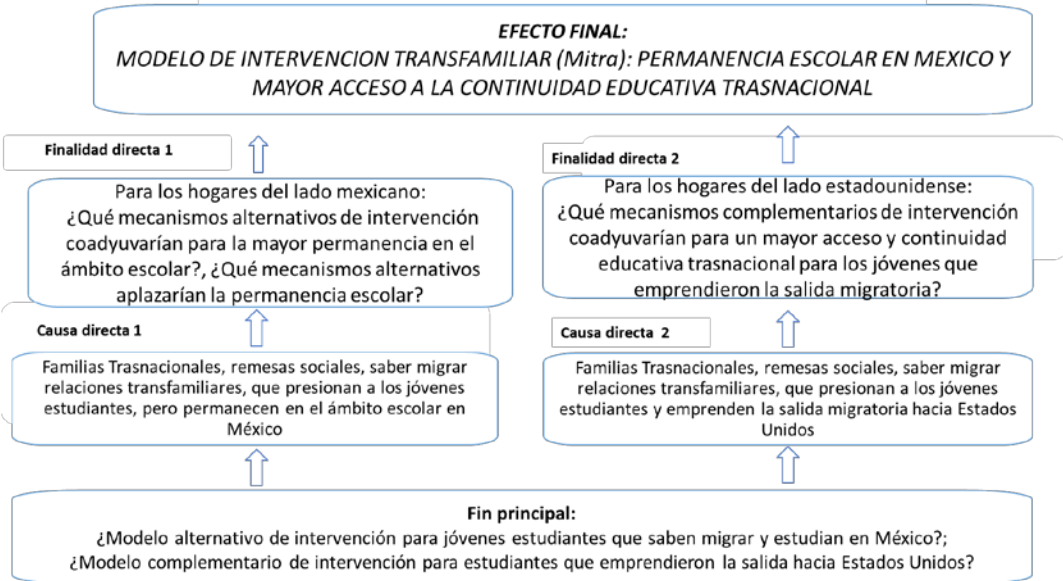 EFECTO FINAL:
MODELO DE INTERVENCION TRANSFAMILIAR (Mitra): PERMANENCIA ESCOLAR EN MEXICO Y
MAYOR ACCESO A LA CONTINUIDAD EDUCATIVA TRASNACIONAL
Finalidad directa 1
Para los hogares del lado mexicano:
¿Qué mecanismos alternativos de intervención
coadyuvarían para la mayor permanencia en el
ámbito escolar?, ¿Qué mecanismos alternativos
aplazarían la permanencia escolar?
Finalidad directa 2
Para los hogares del lado estadounidense:
¿Qué mecanismos complementarios de intervención
coadyuvarían para un mayor acceso y continuidad
educativa trasnacional para los jóvenes que
emprendieron la salida migratoria?
Causa directa 1
Familias Trasnacionales, remesas sociales, saber migrar
relaciones transfamiliares, que presionan a los jóvenes
estudiantes, pero permanecen en el ámbito escolar en
México
Causa directa 2
Familias Trasnacionales, remesas sociales, saber migrar
relaciones transfamiliares, que presionan a los jóvenes
estudiantes y emprenden la salida migratoria hacia Estados
Unidos
Fin principal:
¿Modelo alternativo de intervención para jóvenes estudiantes que saben migrar y estudian en México?;
¿Modelo complementario de intervención para estudiantes que emprendieron la salida hacia Estados Unidos?